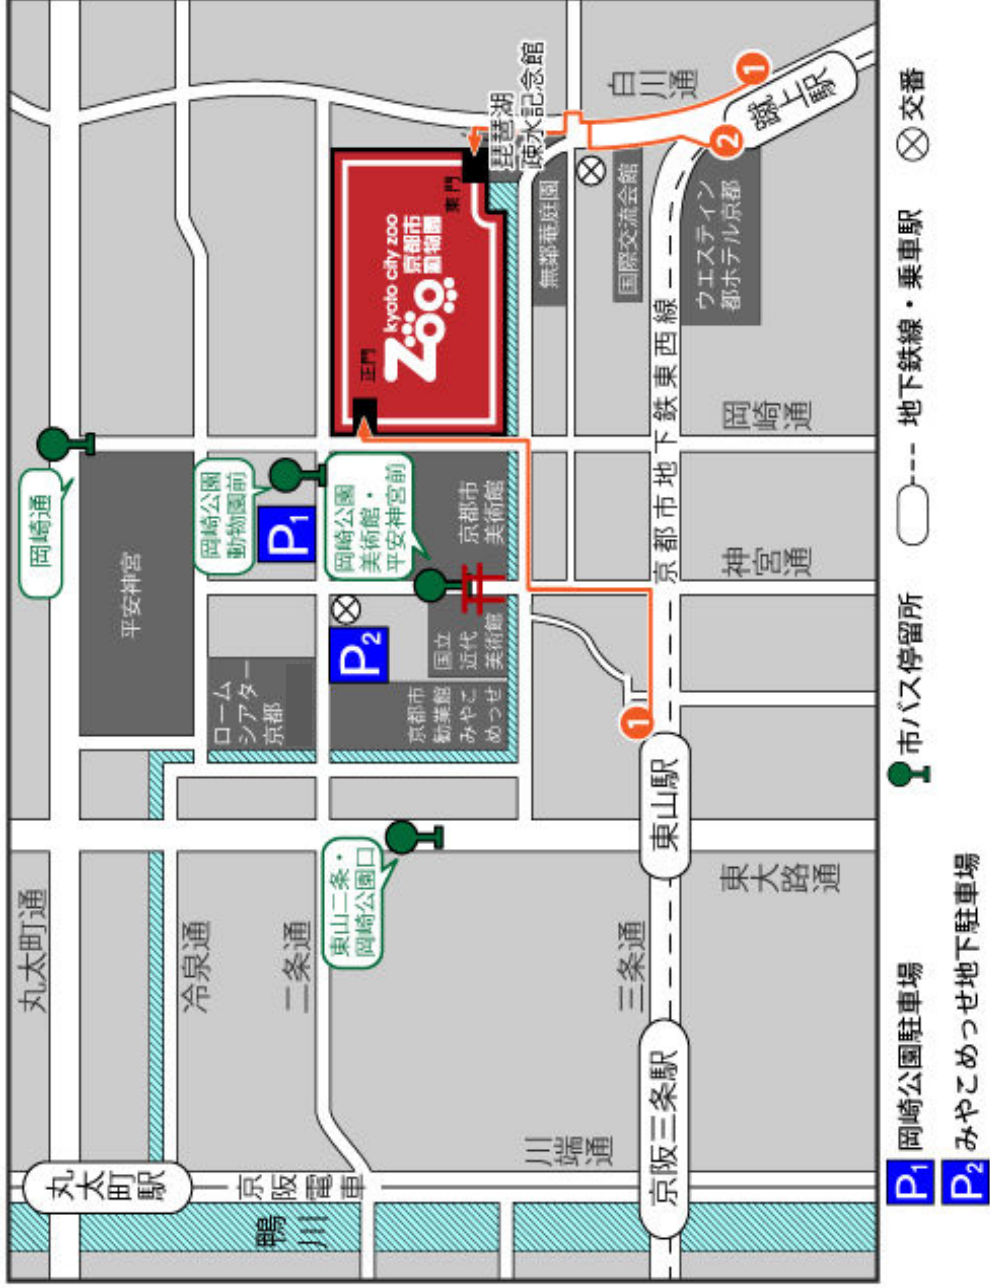 丸太町通
冷泉通
二条通
三条通
川端
通
東大
路通
神宮
通
岡崎
通
白川
通
鴨
川
京阪電車
丸太
町駅
京阪三条駅
東山駅
蹴上
駅
京都市地下鉄東西線
岡崎通
岡崎公園
動物園前
岡崎公園
美術館・
平安神宮前
東山二条・
岡崎公園口
平安神宮
ローム
シアター
京都
京都市
勧業館
みやこ
めっせ
国立
近代
美術館
京都市
美術館
P1
P2
正門
東門
kyoto city zoo
京都市
動物園
ZOO
琵琶湖
疎水記念館
無鄰菴庭園
国際交流会館
ウエスティン
都ホテル京都
1
1
2
P1 岡崎公園駐車場
P2 みやこめっせ地下駐車場
市バス停留所
地下鉄線・乗車駅
交番